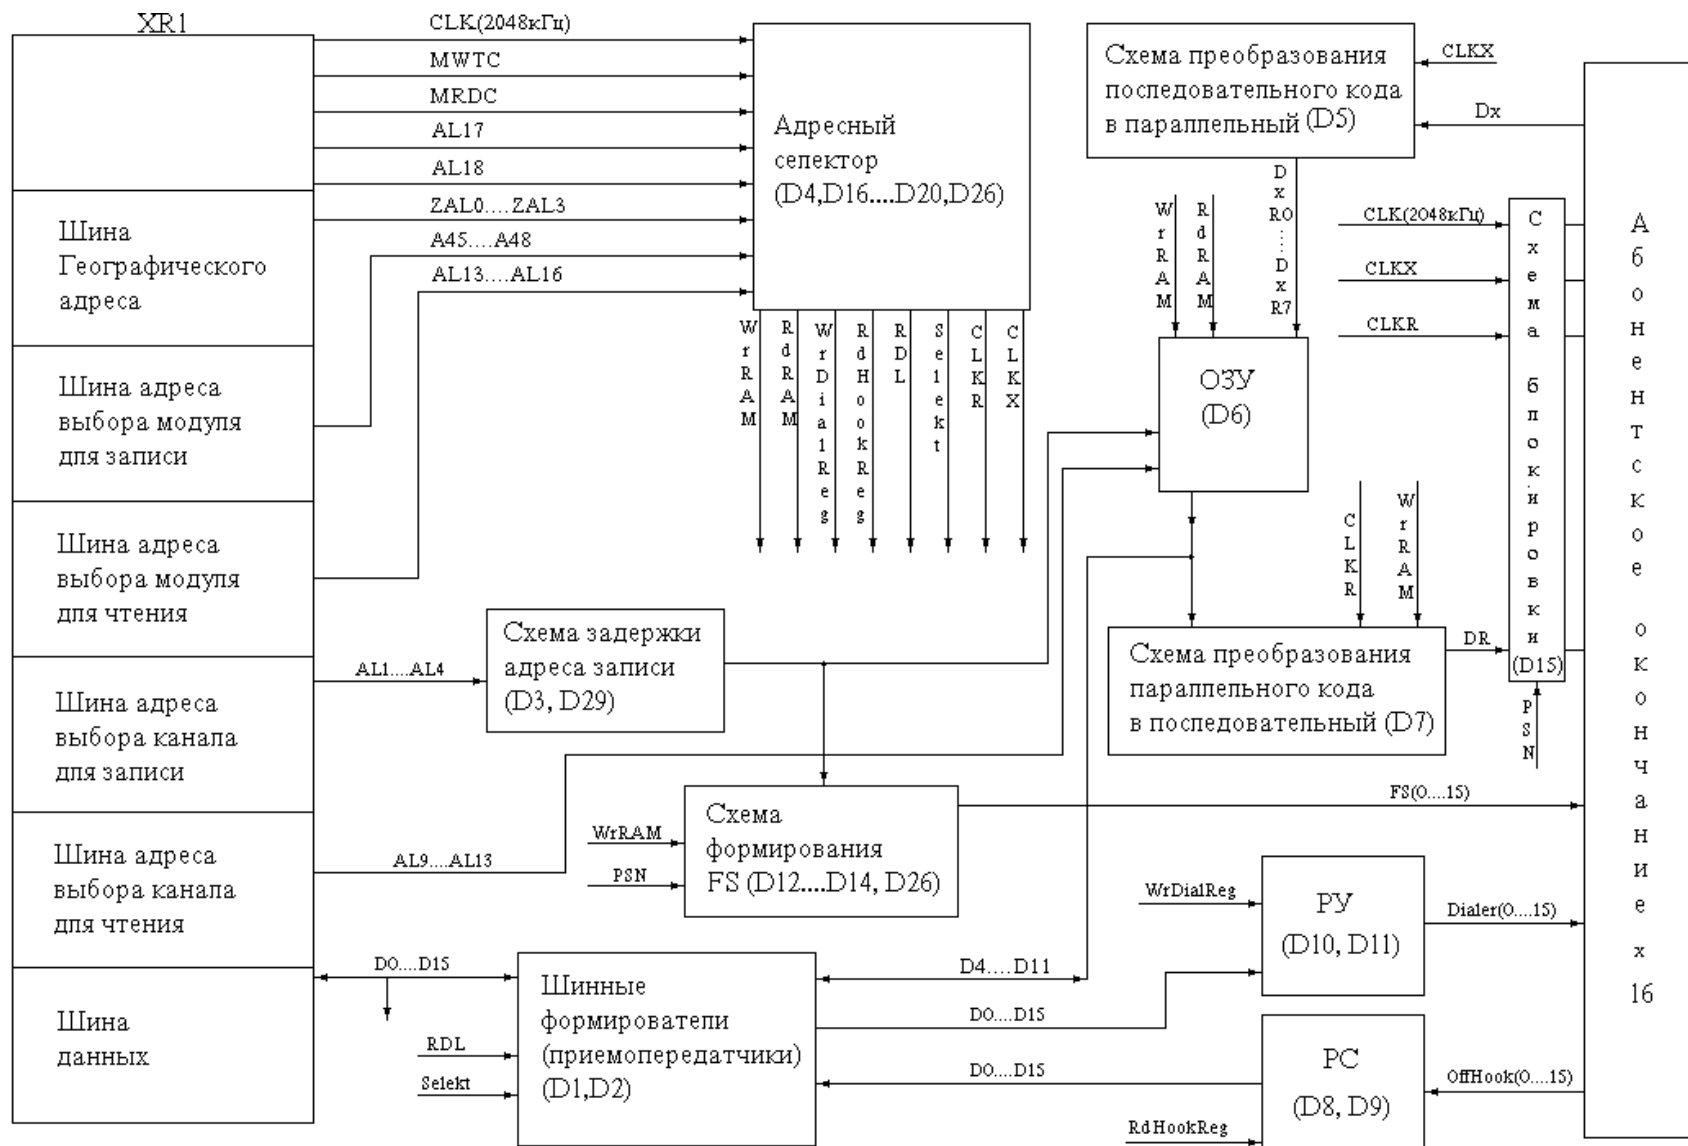 XR1
Шина
Географического
адреса
Шина адреса
выбора модуля
для записи
Шина адреса
выбора модуля
для чтения
Шина адреса
выбора канала
для записи
Шина адреса
выбора канала
для чтения
Шина
данных
CLK(2048кГц)
MWTC
MRDC
AL17
AL18
ZAL0....ZAL3
A45....A48
AL13....AL16
Адресный
селектор
(D4,D16....D20,D26)
WrRAM
RdRAM
WrDialReg
RdHookReg
RDL
Selekt
CLKR
CLKX
Схема преобразования
последовательного кода
в параллельный (D5)
CLKX
Dx
WrRAM
RdRAM
DxR0.....DxR7
ОЗУ
(D6)
CLK(2048кГц)
CLKX
CLKR
Схема блокировки
(D15)
PSN
Абонентское окончание х
16
CLKR
WrRAM
Схема преобразования
параллельного кода
в последовательный (D7)
DR
AL1....AL4
Схема задержки
адреса записи
(D3, D29)
AL9....AL13
WrRAM
PSN
Схема
формирования
FS (D12....D14, D26)
FS(0....15)
D0....D15
RDL
Selekt
Шинные
формирователи
(приемопередатчики)
(D1,D2)
D4....D11
D0....D15
D0....D15
WrDialReg
РУ
(D10, D11)
Dialer(0....15)
РС
(D8, D9)
OffHook(0....15)
RdHookReg